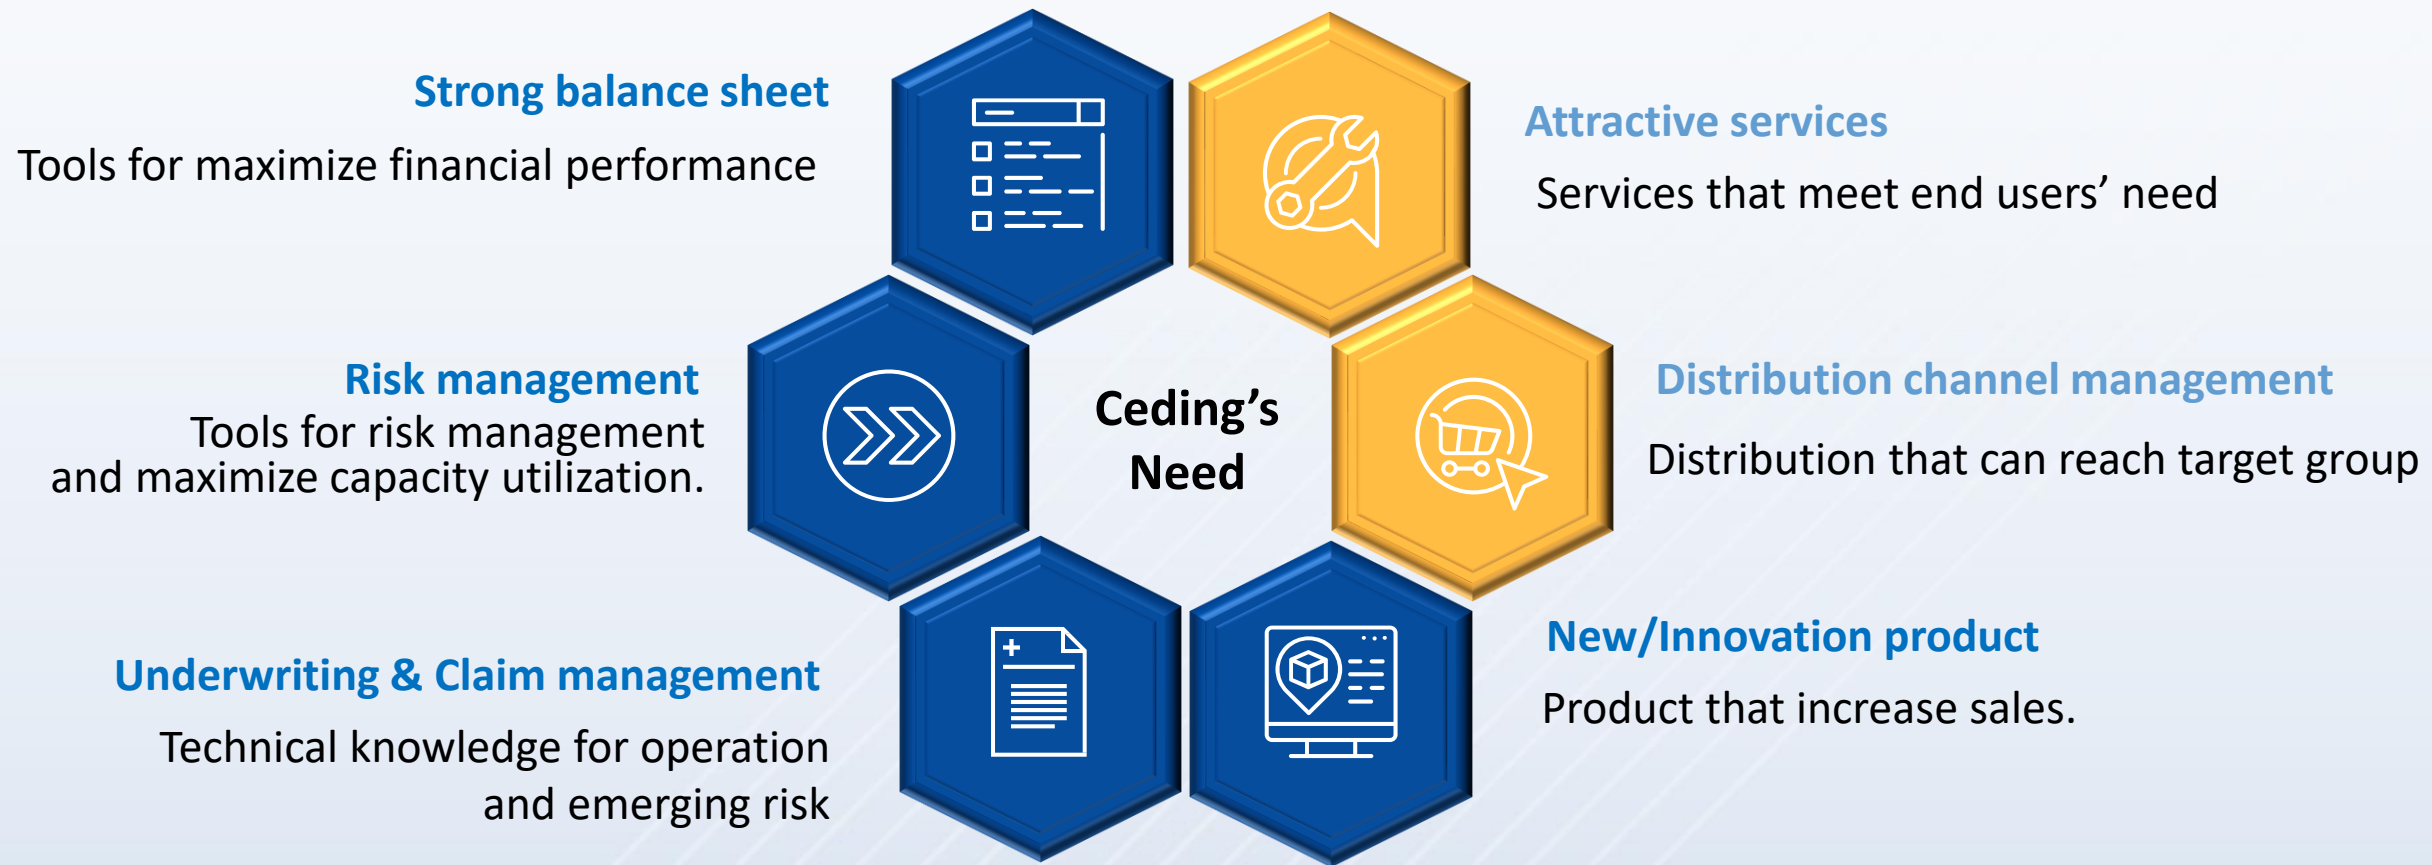 Strong balance sheet
Tools for maximize financial performance
Risk management
Tools for risk management
and maximize capacity utilization.
Underwriting & Claim management
Technical knowledge for operation
and emerging risk
Ceding’s
Need
Attractive services
Services that meet end users’ need
Distribution channel management
Distribution that can reach target group
New/Innovation product
Product that increase sales.